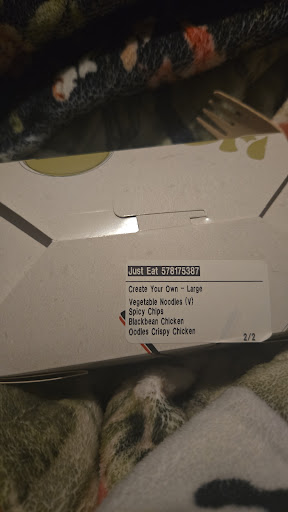 Just Eat 578175387
Create Your Own - Large
Vegetable Noodles (V)
Spicy Chips
Blackbean Chicken
Oodles Crispy Chicken
2/2